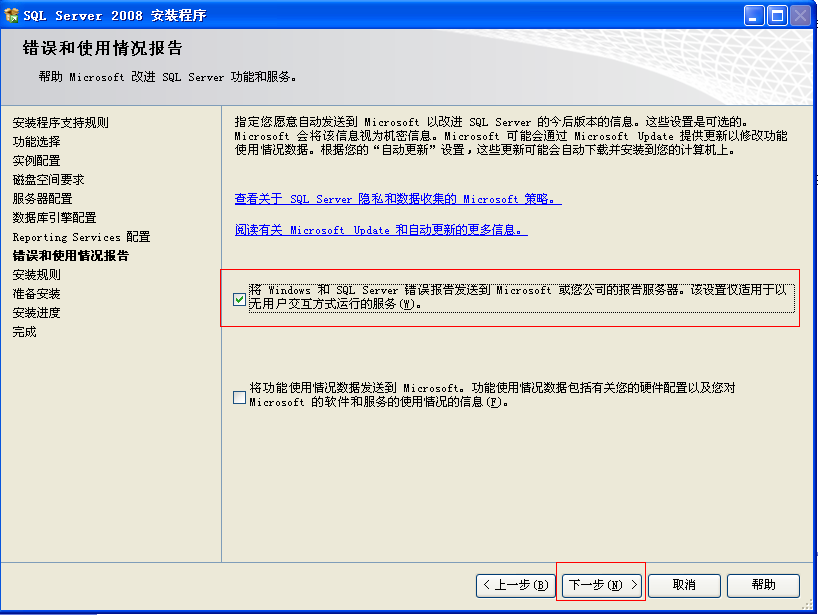 SQL Server 2008 安装程序
错误和使用情况报告
帮助 Microsoft 改进 SQL Server 功能和服务。
安装程序支持规则
功能选择
实例配置
磁盘空间要求
服务器配置
数据库引擎配置
Reporting Services 配置
错误和使用情况报告
安装规则
准备安装
安装进度
完成
指定您愿意自动发送到 Microsoft 以改进 SQL Server 的今后版本的信息。这些设置是可选的。
Microsoft 会将该信息视为机密信息。Microsoft 可能会通过 Microsoft Update 提供更新以修改功能
使用情况数据。根据您的“自动更新”设置，这些更新可能会自动下载并安装到您的计算机上。
查看关于 SQL Server 隐私和数据收集的 Microsoft 策略。
阅读有关 Microsoft Update 和自动更新的更多信息。
将 Windows 和 SQL Server 错误报告发送到 Microsoft 或您公司的报告服务器。该设置仅适用于以
无用户交互方式运行的服务(W)。
将功能使用情况数据发送到 Microsoft。功能使用情况数据包括有关您的硬件配置以及您对
Microsoft 的软件和服务的使用情况的信息(F)。
< 上一步(B)
下一步(N) >
取消
帮助